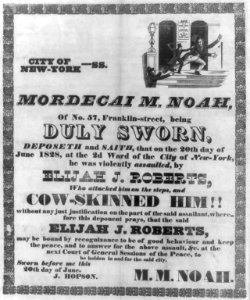 CITY OF
NEW-YORK —SS.
MORDECAI M. NOAH,
Of No. 57, Franklin-street, being
DULY SWORN,
DEPOSETH and SAITH, that on the 20th day of
June 1828, at the 2d Ward of the City of New-York,
he was violently assaulted, by
ELIJAH J. ROBERTS,
Who attacked him on the steps, and
COW-SKINNED HIM!!
without any just justification on the part of the said assailant, where-
fore this deponent prays, that the said
ELIJAH J. ROBERTS,
may be bound by recognizance to be of good behaviour and keep
the peace, and to answer for the above assault, &c. at the
next Court of General Sessions of the Peace, to
be holden in and for the said city.
Sworn before me this
20th day of June.
J. HOPSON.
M. M. NOAH.